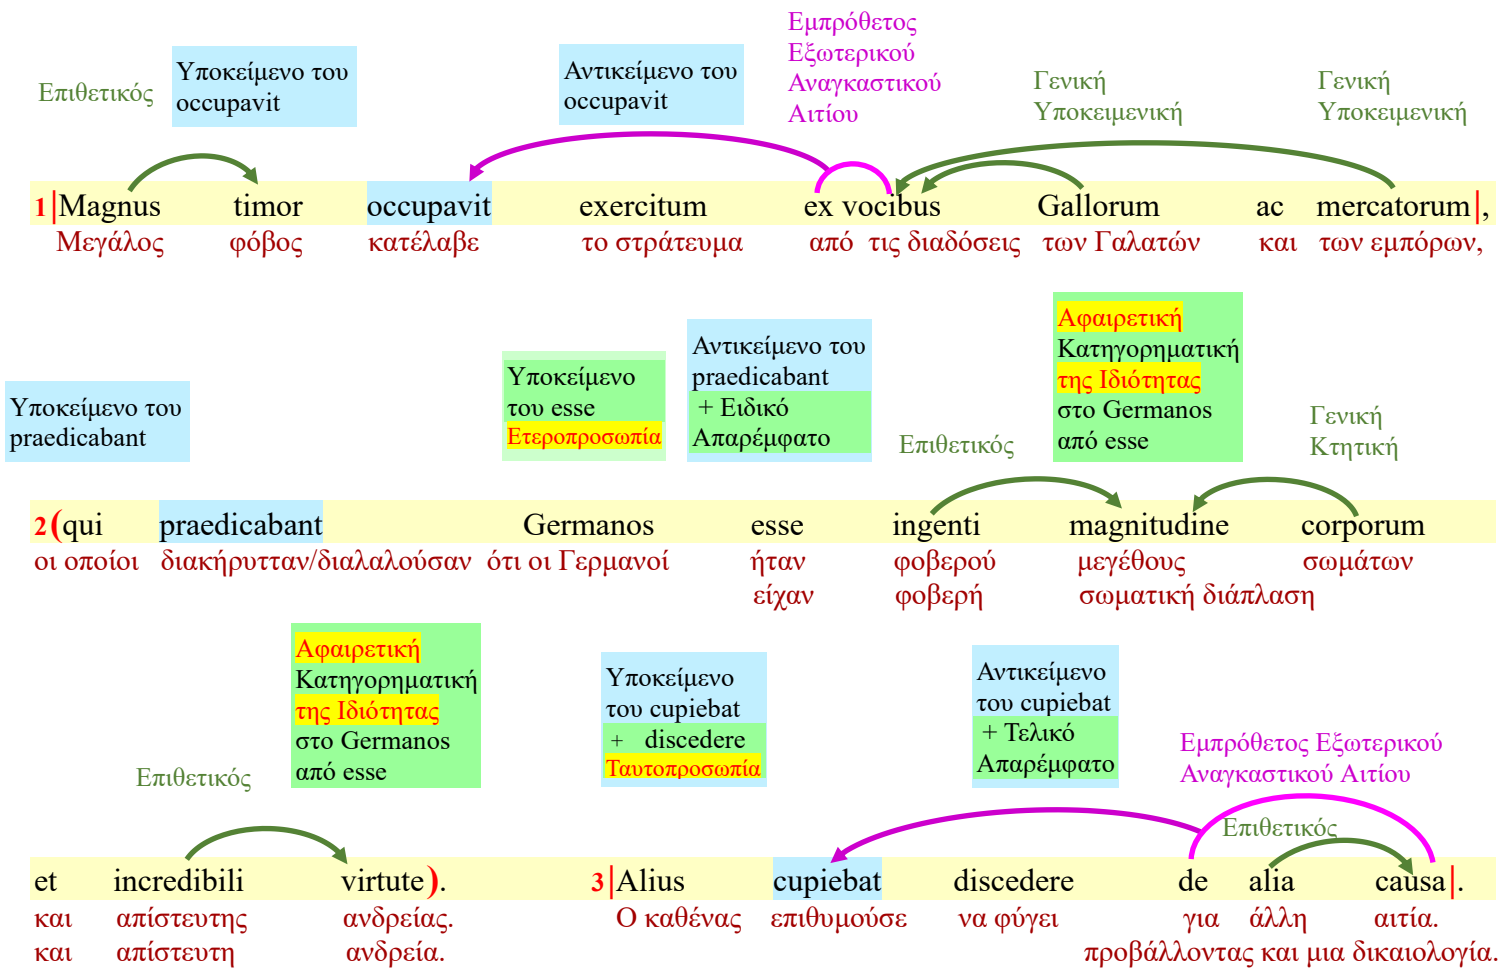 Επιθετικός
Υποκείμενο του
occupavit
Αντικείμενο του
occupavit
Εμπρόθετος
Εξωτερικού
Αναγκαστικού
Αιτίου
Γενική
Υποκειμενική
Γενική
Υποκειμενική
1|Magnus timor occupavit exercitum ex vocibus Gallorum ac mercatorum|,
Μεγάλος φόβος κατέλαβε το στράτευμα από τις διαδόσεις των Γαλατών και των εμπόρων,
Υποκείμενο του
praedicabant
Υποκείμενο
του esse
Ετεροπροσωπία
Αντικείμενο του
praedicabant
+ Ειδικό
Απαρέμφατο
Επιθετικός
Αφαιρετική
Κατηγορηματική
της Ιδιότητας
στο Germanos
από esse
Γενική
Κτητική
2(qui praedicabant Germanos esse ingenti magnitudine corporum
οι οποίοι διακήρυτταν/διαλαλούσαν ότι οι Γερμανοί ήταν φοβερού μεγέθους σωμάτων
είχαν φοβερή σωματική διάπλαση
Επιθετικός
Αφαιρετική
Κατηγορηματική
της Ιδιότητας
στο Germanos
από esse
Υποκείμενο
του cupiebat
+ discedere
Ταυτοπροσωπία
Αντικείμενο
του cupiebat
+ Τελικό
Απαρέμφατο
Εμπρόθετος Εξωτερικού
Αναγκαστικού Αιτίου
Επιθετικός
et incredibili virtute). 3|Alius cupiebat discedere de alia causa|.
και απίστευτης ανδρείας. Ο καθένας επιθυμούσε να φύγει για άλλη αιτία.
και απίστευτη ανδρεία. προβάλλοντας και μια δικαιολογία.